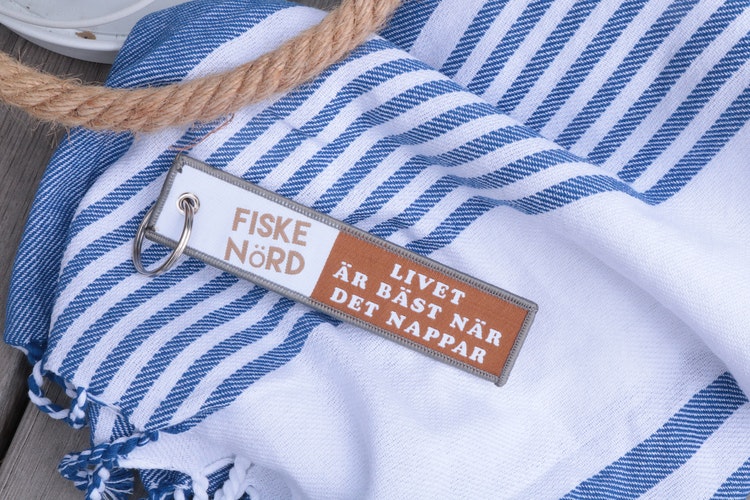 FISKE
NÖRD
LIVET
ÄR BÄST NÄR
DET NAPPAR